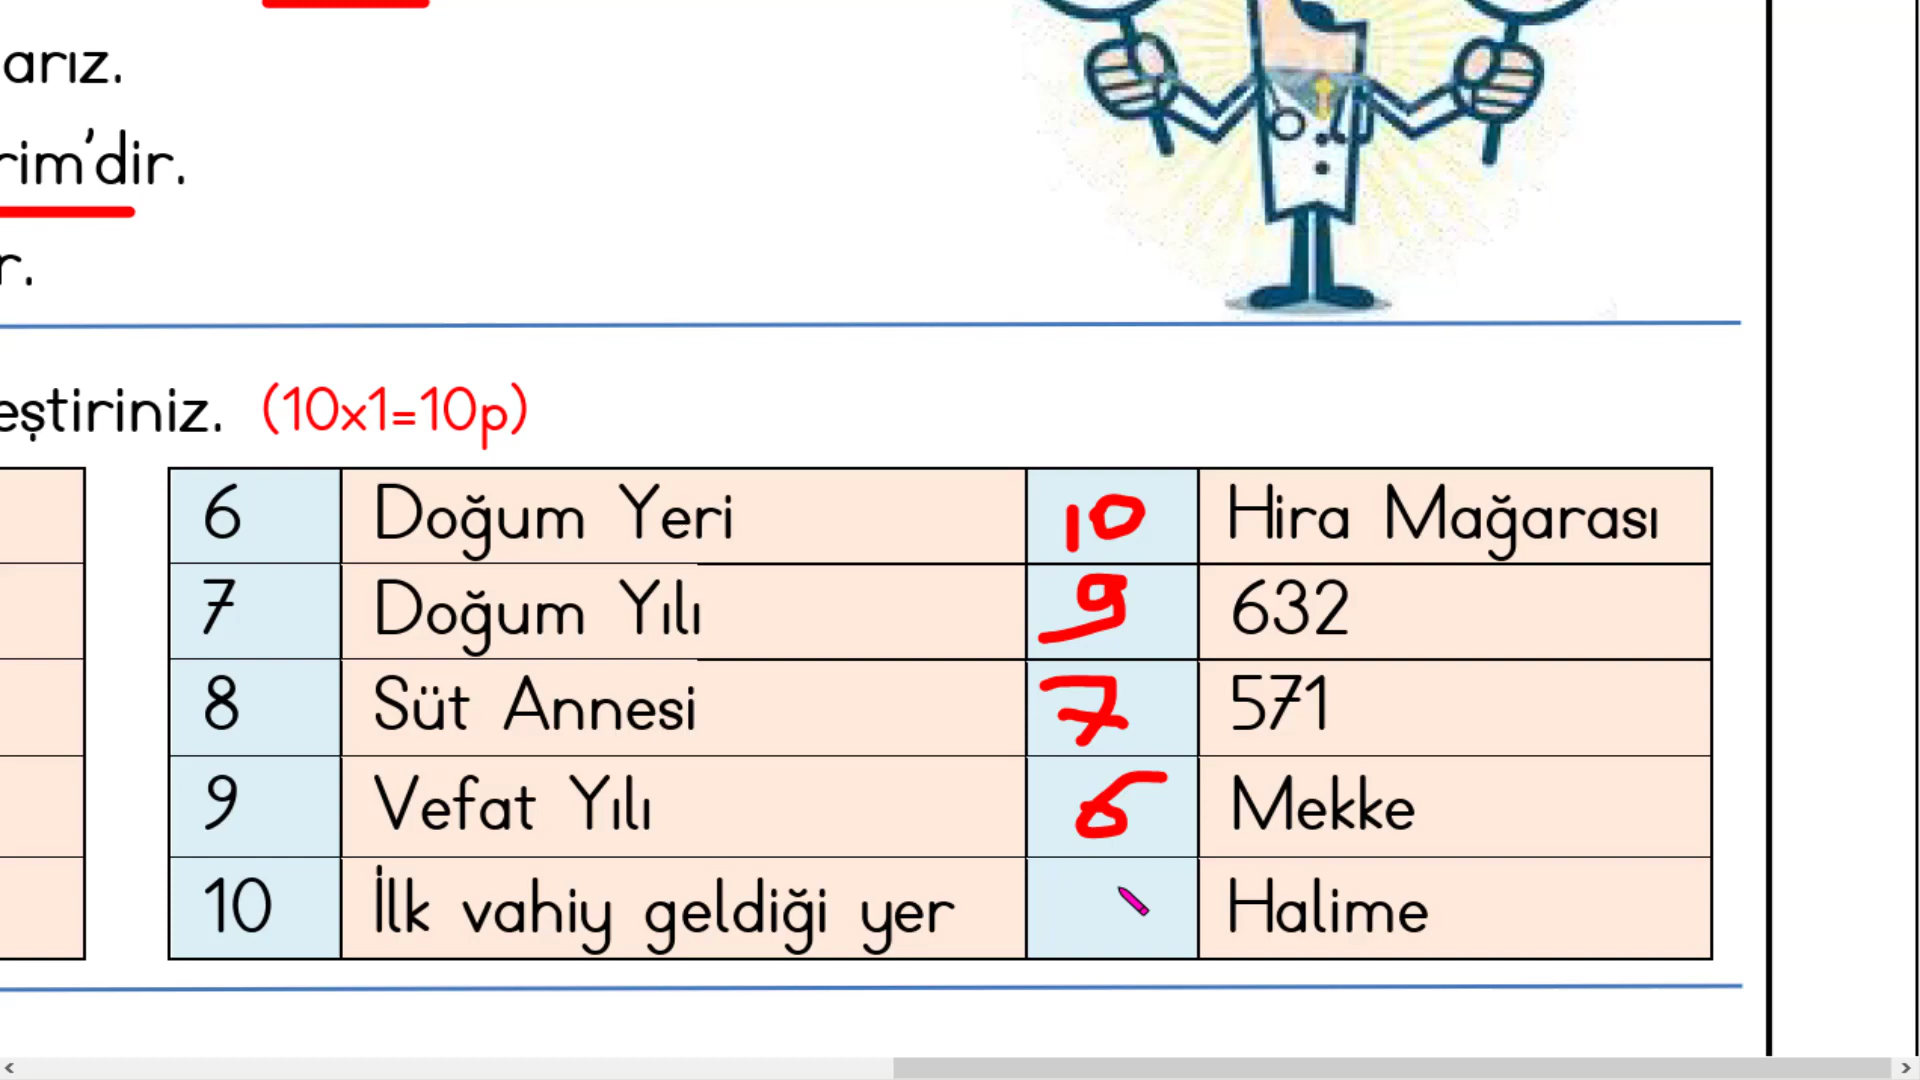 arız.
rim’dir.
r.
eştiriniz. (10x1=10p)
6 Doğum Yeri 10 Hira Mağarası
7 Doğum Yılı 9 632
8 Süt Annesi 7 571
9 Vefat Yılı 6 Mekke
10 İlk vahiy geldiği yer Halime